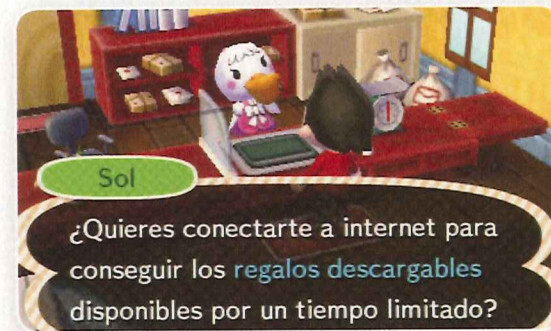 Sol
¿Quieres conectarte a internet para
conseguir los regalos descargables
disponibles por un tiempo limitado?